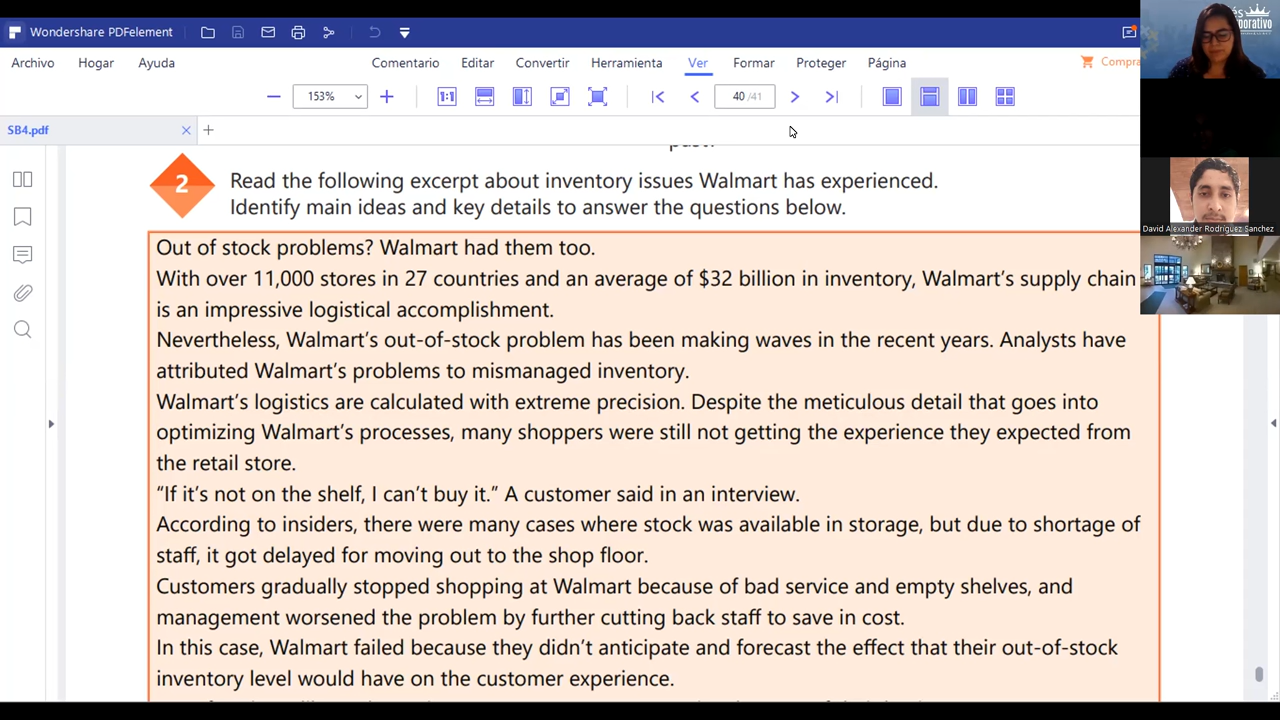 Wondershare PDFelement
és
orporativo
Archivo Hogar Ayuda Comentario Editar Convertir Herramienta Ver Formar Proteger Página Compra
153% 1:1 40 /41
SB4.pdf
past?
2
Read the following excerpt about inventory issues Walmart has experienced.
Identify main ideas and key details to answer the questions below.
Out of stock problems? Walmart had them too.
With over 11,000 stores in 27 countries and an average of $32 billion in inventory, Walmart's supply chain
is an impressive logistical accomplishment.
Nevertheless, Walmart's out-of-stock problem has been making waves in the recent years. Analysts have
attributed Walmart's problems to mismanaged inventory.
Walmart's logistics are calculated with extreme precision. Despite the meticulous detail that goes into
optimizing Walmart's processes, many shoppers were still not getting the experience they expected from
the retail store.
“If it's not on the shelf, I can't buy it.” A customer said in an interview.
According to insiders, there were many cases where stock was available in storage, but due to shortage of
staff, it got delayed for moving out to the shop floor.
Customers gradually stopped shopping at Walmart because of bad service and empty shelves, and
management worsened the problem by further cutting back staff to save in cost.
In this case, Walmart failed because they didn't anticipate and forecast the effect that their out-of-stock
inventory level would have on the customer experience.
David Alexander Rodríguez Sanchez